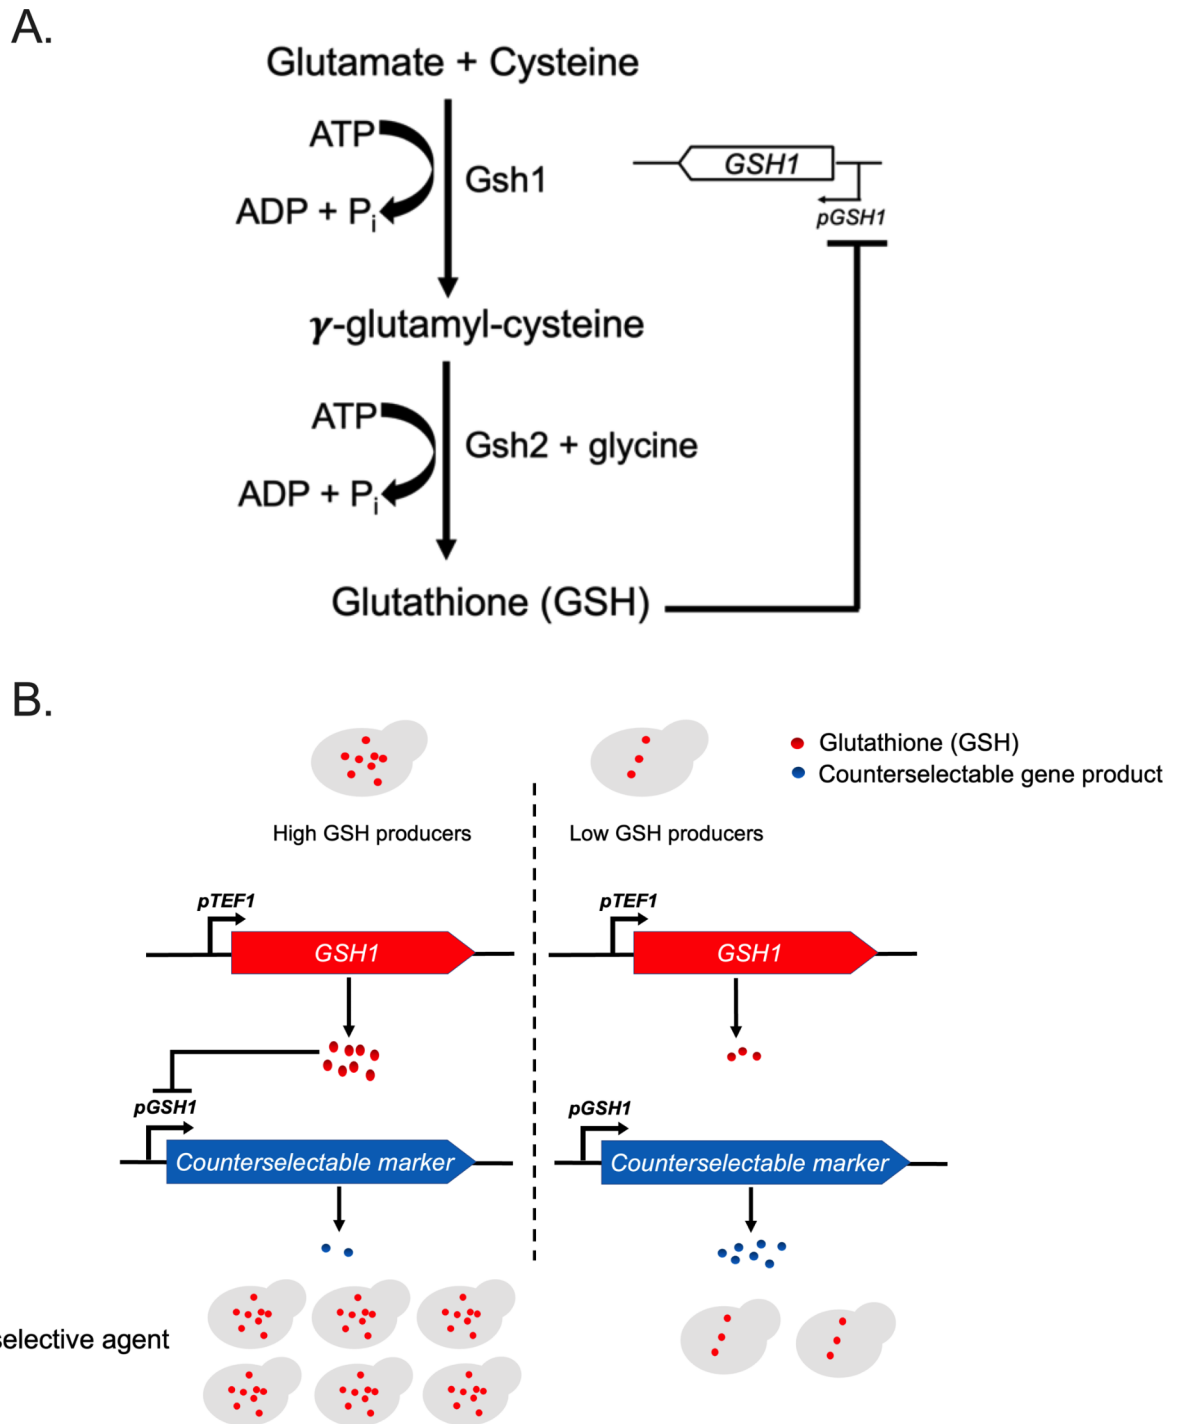 A.
Glutamate + Cysteine
ATP
Gsh1
ADP + Pi
GSH1
pGSH1
γ-glutamyl-cysteine
ATP
Gsh2 + glycine
ADP + Pi
Glutathione (GSH)
B.
Glutathione (GSH)
Counterselectable gene product
High GSH producers
Low GSH producers
pTEF1
GSH1
pTEF1
GSH1
pGSH1
Counterselectable marker
pGSH1
Counterselectable marker
selective agent